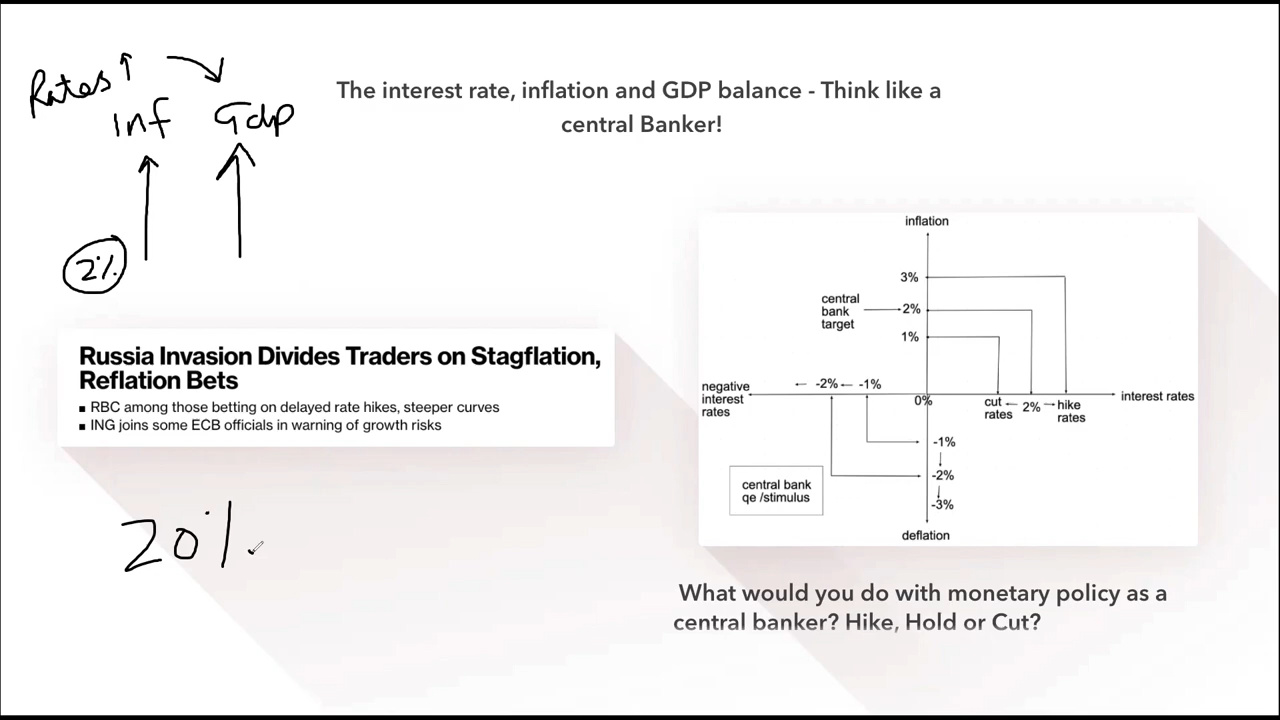 Rates ↑
Inf Gdp
2%
The interest rate, inflation and GDP balance - Think like a
central Banker!
Russia Invasion Divides Traders on Stagflation,
Reflation Bets
▪ RBC among those betting on delayed rate hikes, steeper curves
▪ ING joins some ECB officials in warning of growth risks
20%
inflation
3%
central
bank
target
2%
1%
negative
interest
rates
← -2% ← -1%
0%
cut
rates
← 2% →
hike
rates
interest rates
-1%
-2%
-3%
deflation
central bank
qe /stimulus
What would you do with monetary policy as a
central banker? Hike, Hold or Cut?